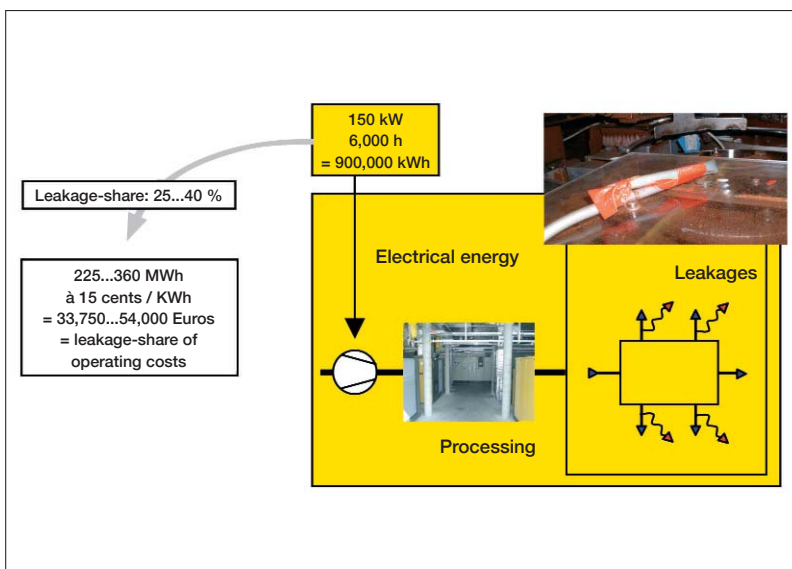 150 kW
6,000 h
= 900,000 kWh
Leakage-share: 25...40 %
225...360 MWh
à 15 cents / KWh
= 33,750...54,000 Euros
= leakage-share of
operating costs
Electrical energy
Leakages
Processing